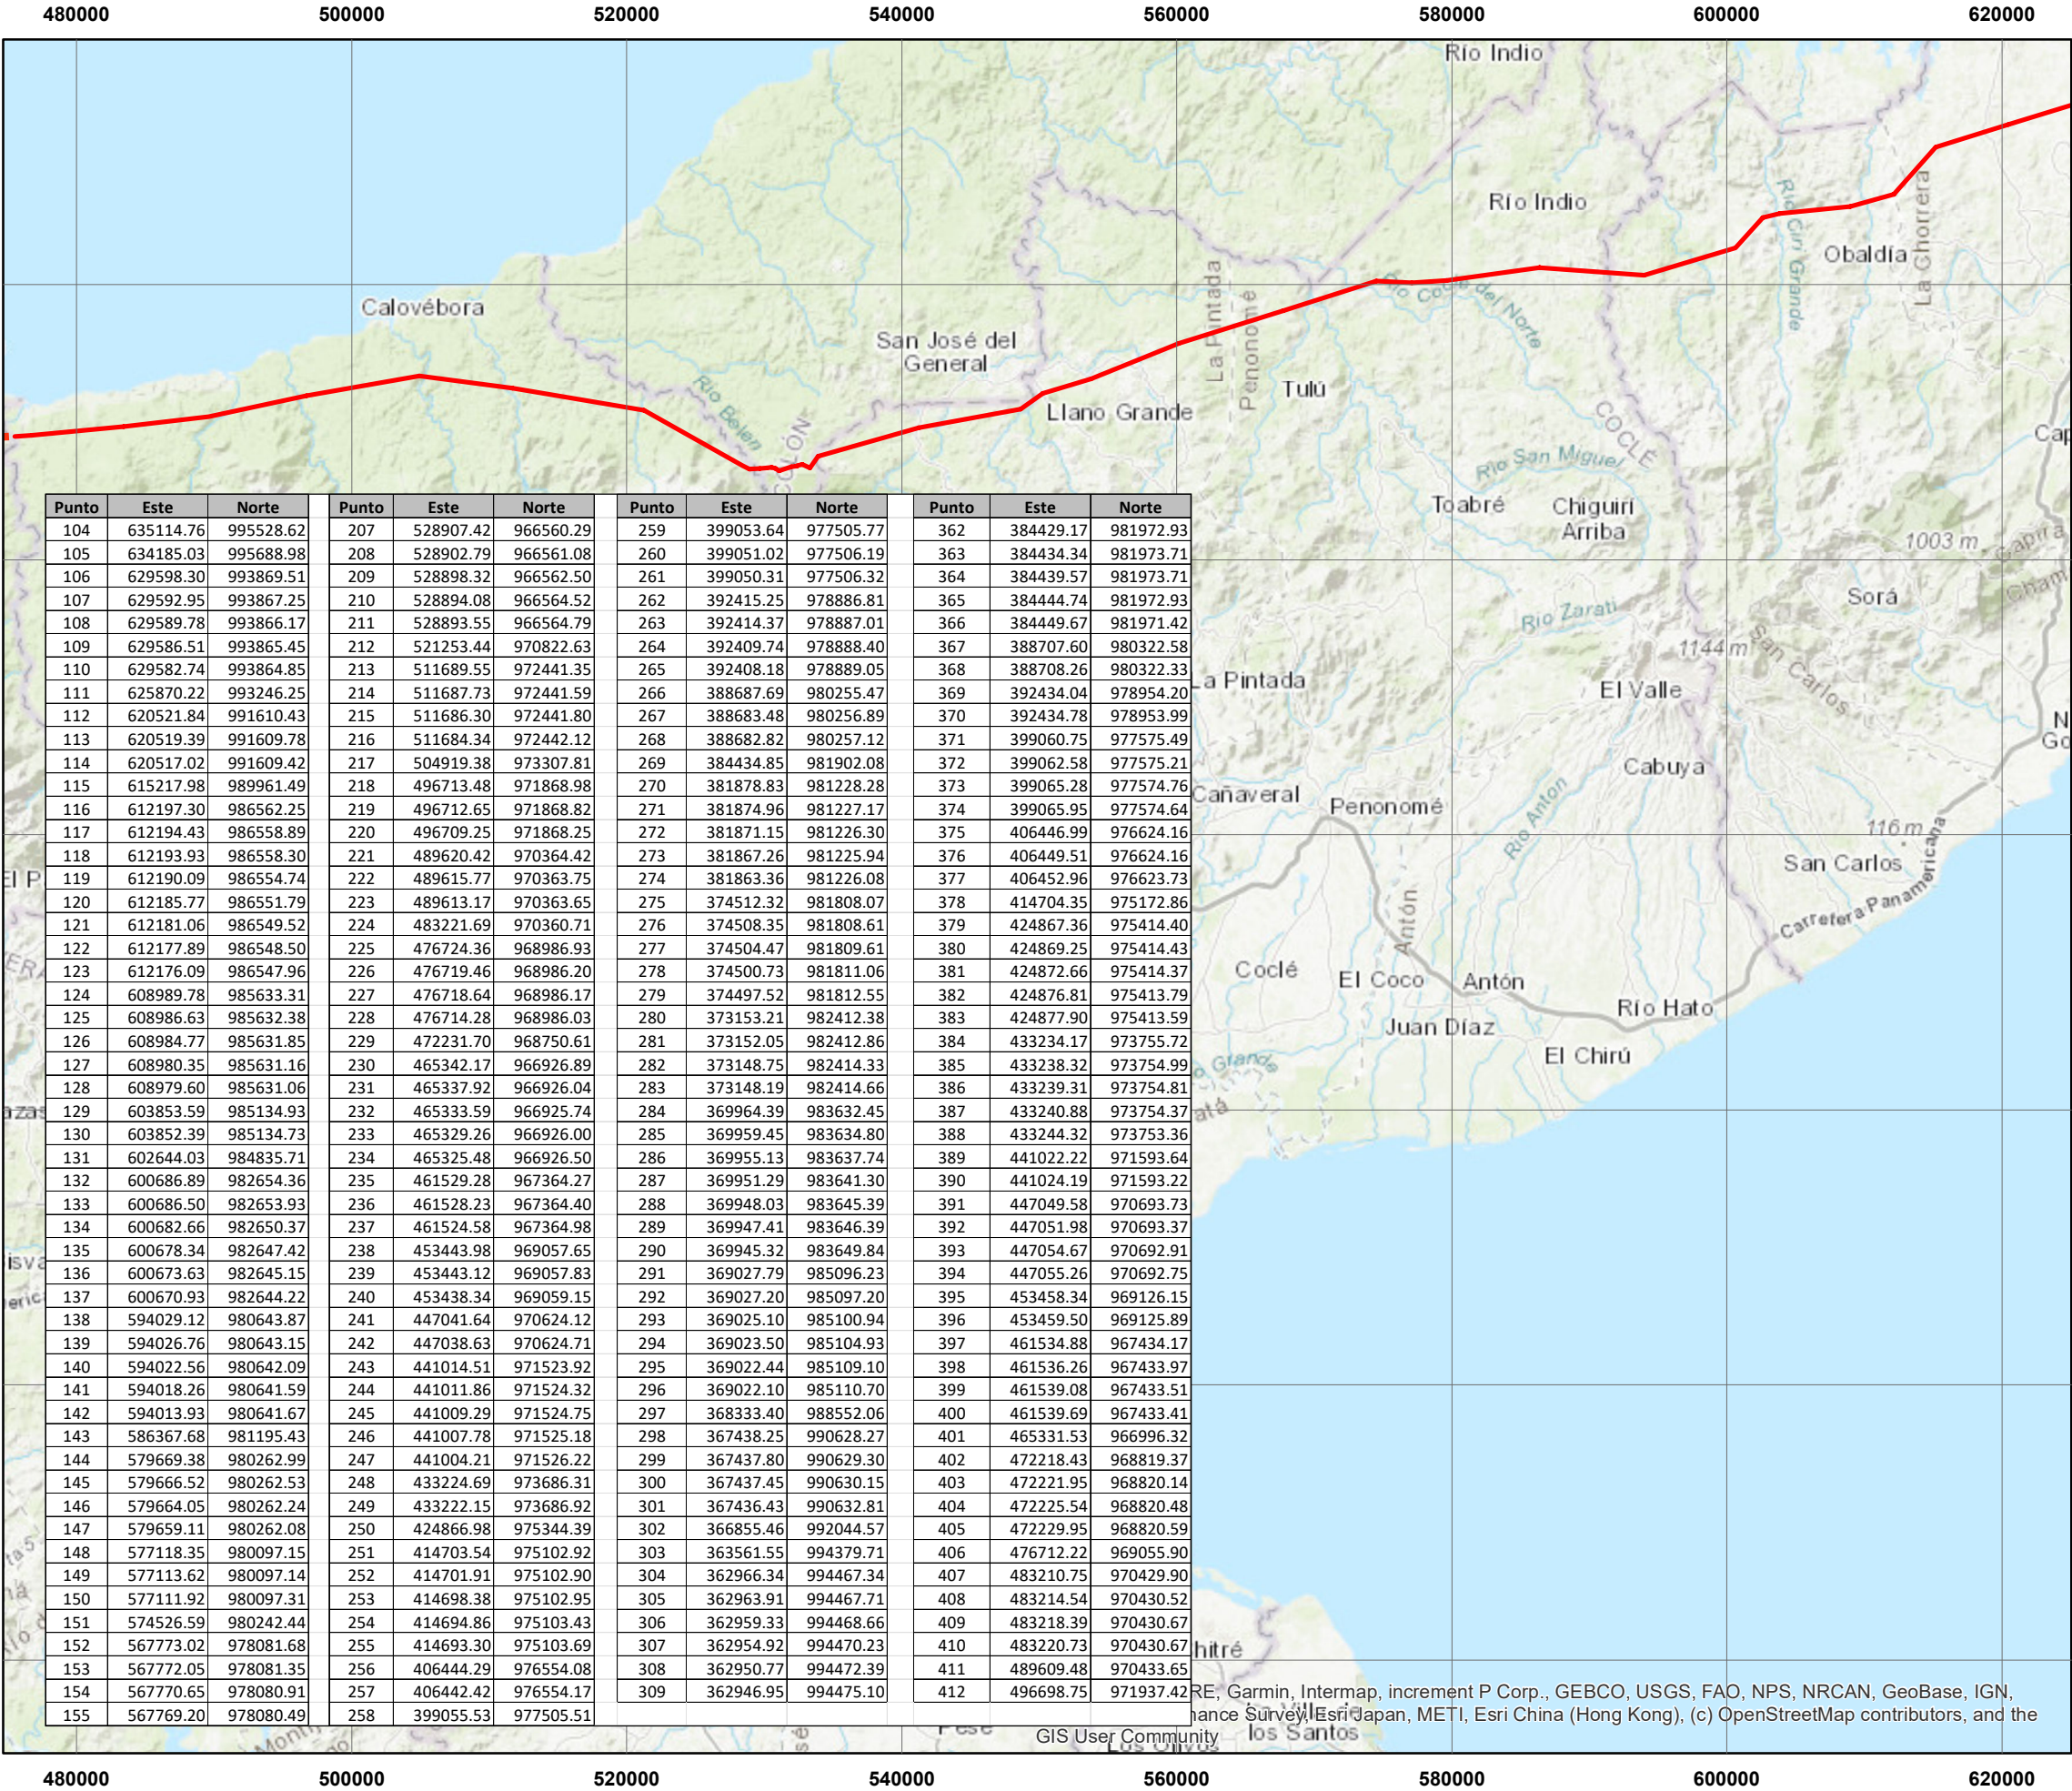 480000 500000 520000 540000 560000 580000 600000 620000
Río Indio
Río Indio
Río Ciri Grande
La Chorrera
Obaldía
Calovébora
La Pintada
Penonomé
Río Coclé del Norte
San José del
General
Río Belen
Tulú
Llano Grande
COCLÉ
COLÓN
Río San Miguel
Toabré
Chiguirí
Arriba
1003 m
Capira
Sorá
Río Zarati
1144 m
San Carlos
El Valle
La Pintada
Cabuya
Cañaveral
Penonomé
Río Anton
116 m
San Carlos
Carretera Panamericana
Antón
Coclé
El Coco
Antón
Río Hato
Juan Díaz
El Chirú
Punto Este Norte Punto Este Norte Punto Este Norte Punto Este Norte
104 635114.76 995528.62 207 528907.42 966560.29 259 399053.64 977505.77 362 384429.17 981972.93
105 634185.03 995688.98 208 528902.79 966561.08 260 399051.02 977506.19 363 384434.34 981973.71
106 629598.30 993869.51 209 528898.32 966562.50 261 399050.31 977506.32 364 384439.57 981973.71
107 629592.95 993867.25 210 528894.08 966564.52 262 392415.25 978886.81 365 384444.74 981972.93
108 629589.78 993866.17 211 528893.55 966564.79 263 392414.37 978887.01 366 384449.67 981971.42
109 629586.51 993865.45 212 521253.44 970822.63 264 392409.74 978888.40 367 388707.60 980322.58
110 629582.74 993864.85 213 511689.55 972441.35 265 392408.18 978889.05 368 388708.26 980322.33
111 625870.22 993246.25 214 511687.73 972441.59 266 388687.69 980255.47 369 392434.04 978954.20
112 620521.84 991610.43 215 511686.30 972441.80 267 388683.48 980256.89 370 392434.78 978953.99
113 620519.39 991609.78 216 511684.34 972442.12 268 388682.82 980257.12 371 399060.75 977575.49
114 620517.02 991609.42 217 504919.38 973307.81 269 384434.85 981902.08 372 399062.58 977575.21
115 615217.98 989961.49 218 496713.48 971868.98 270 381878.83 981228.28 373 399065.28 977574.76
116 612197.30 986562.25 219 496712.65 971868.82 271 381874.96 981227.17 374 399065.95 977574.64
117 612194.43 986558.89 220 496709.25 971868.25 272 381871.15 981226.30 375 406446.99 976624.16
118 612193.93 986558.30 221 489620.42 970364.42 273 381867.26 981225.94 376 406449.51 976624.16
119 612190.09 986554.74 222 489615.77 970363.75 274 381863.36 981226.08 377 406452.96 976623.73
120 612185.77 986551.79 223 489613.17 970363.65 275 374512.32 981808.07 378 414704.35 975172.86
121 612181.06 986549.52 224 483221.69 970360.71 276 374508.35 981808.61 379 424867.36 975414.40
122 612177.89 986548.50 225 476724.36 968986.93 277 374504.47 981809.61 380 424869.25 975414.43
123 612176.09 986547.96 226 476719.46 968986.20 278 374500.73 981811.06 381 424872.66 975414.37
124 608989.78 985633.31 227 476718.64 968986.17 279 374497.52 981812.55 382 424876.81 975413.79
125 608986.63 985632.38 228 476714.28 968986.03 280 373153.21 982412.38 383 424877.90 975413.59
126 608984.77 985631.85 229 472231.70 968750.61 281 373152.05 982412.86 384 433234.17 973755.72
127 608980.35 985631.16 230 465342.17 966926.89 282 373148.75 982414.33 385 433238.32 973754.99
128 608979.60 985631.06 231 465337.92 966926.04 283 373148.19 982414.66 386 433239.31 973754.81
129 603853.59 985134.93 232 465333.59 966925.74 284 369964.39 983632.45 387 433240.88 973754.37
130 603852.39 985134.73 233 465329.26 966926.00 285 369959.45 983634.80 388 433244.32 973753.36
131 602644.03 984835.71 234 465325.48 966926.50 286 369955.13 983637.74 389 441022.22 971593.64
132 600686.89 982654.36 235 461529.28 967364.27 287 369951.29 983641.30 390 441024.19 971593.22
133 600686.50 982653.93 236 461528.23 967364.40 288 369948.03 983645.39 391 447049.58 970693.73
134 600682.66 982650.37 237 461524.58 967364.98 289 369947.41 983646.39 392 447051.98 970693.37
135 600678.34 982647.42 238 453443.98 969057.65 290 369945.32 983649.84 393 447054.67 970692.91
136 600673.63 982645.15 239 453443.12 969057.83 291 369027.79 985096.23 394 447055.26 970692.75
137 600670.93 982644.22 240 453438.34 969059.15 292 369027.20 985097.20 395 453458.34 969126.15
138 594029.12 980643.87 241 447041.64 970624.12 293 369025.10 985100.94 396 453459.50 969125.89
139 594026.76 980643.15 242 447038.63 970624.71 294 369023.50 985104.93 397 461534.88 967434.17
140 594022.56 980642.09 243 441014.51 971523.92 295 369022.44 985109.10 398 461536.26 967433.97
141 594018.26 980641.59 244 441011.86 971524.32 296 369022.10 985110.70 399 461539.08 967433.51
142 594013.93 980641.67 245 441009.29 971524.75 297 368333.40 988552.06 400 461539.69 967433.41
143 586367.68 981195.43 246 441007.78 971525.18 298 367438.25 990628.27 401 465331.53 966996.32
144 579669.38 980262.99 247 441004.21 971526.22 299 367437.80 990629.30 402 472218.43 968819.37
145 579666.52 980262.53 248 433224.69 973686.31 300 367437.45 990630.15 403 472221.95 968820.14
146 579664.05 980262.24 249 433222.15 973686.92 301 367436.43 990632.81 404 472225.54 968820.48
147 579659.11 980262.08 250 424866.98 975344.39 302 366855.46 992044.57 405 472229.95 968820.59
148 577118.35 980097.15 251 414703.54 975102.92 303 363561.55 994379.71 406 476712.22 969055.90
149 577113.62 980097.14 252 414701.91 975102.90 304 362966.34 994467.34 407 483210.75 970429.90
150 577111.92 980097.31 253 414698.38 975102.95 305 362963.91 994467.71 408 483214.54 970430.52
151 574526.59 980242.44 254 414694.86 975103.43 306 362959.33 994468.66 409 483218.39 970430.67
152 567773.02 978081.68 255 414693.30 975103.69 307 362954.92 994470.23 410 483220.73 970430.67
153 567772.05 978081.35 256 406444.29 976554.08 308 362950.77 994472.39 411 489609.48 970433.65
154 567770.65 978080.91 257 406442.42 976554.17 309 362946.95 994475.10 412 496698.75 971937.42
155 567769.20 978080.49 258 399055.53 977505.51
hitré
RE, Garmin, Intermap, increment P Corp., GEBCO, USGS, FAO, NPS, NRCAN, GeoBase, IGN,
nance Survey, Esri Japan, METI, Esri China (Hong Kong), (c) OpenStreetMap contributors, and the
GIS User Community
los Santos
480000 500000 520000 540000 560000 580000 600000 620000